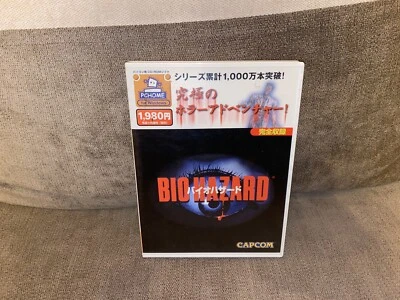 PCHOME
1,980円
シリーズ累計1,000万本突破!
究極の
ホラーアドベンチャー!
完全収録
BIOHAZARD
バイオハザード
CAPCOM